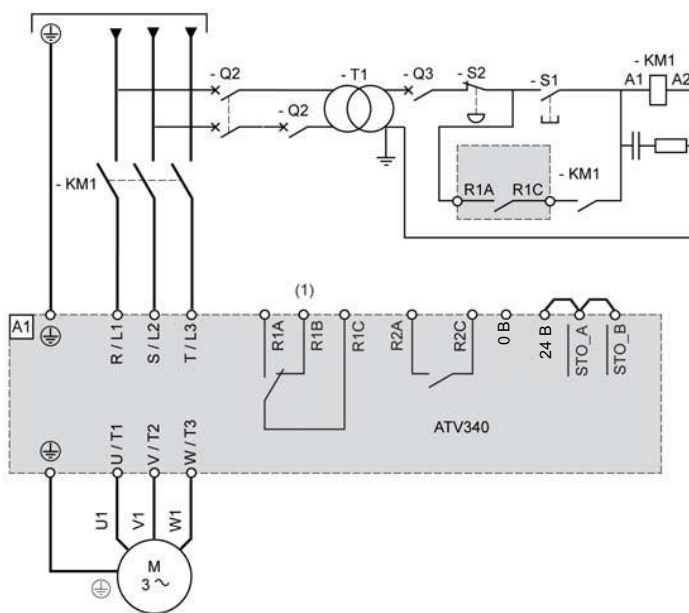 - KM1
- Q2
- T1
- Q3
- S2
- S1
A1
A2
- Q2
- KM1
R1A
R1C
- KM1
(1)
A1
R / L1
S / L2
T / L3
R1A
R1B
R1C
R2A
R2C
0 В
24 В
STO_A
STO_B
ATV340
U / T1
V / T2
W / T3
U1
V1
W1
M
3 ~